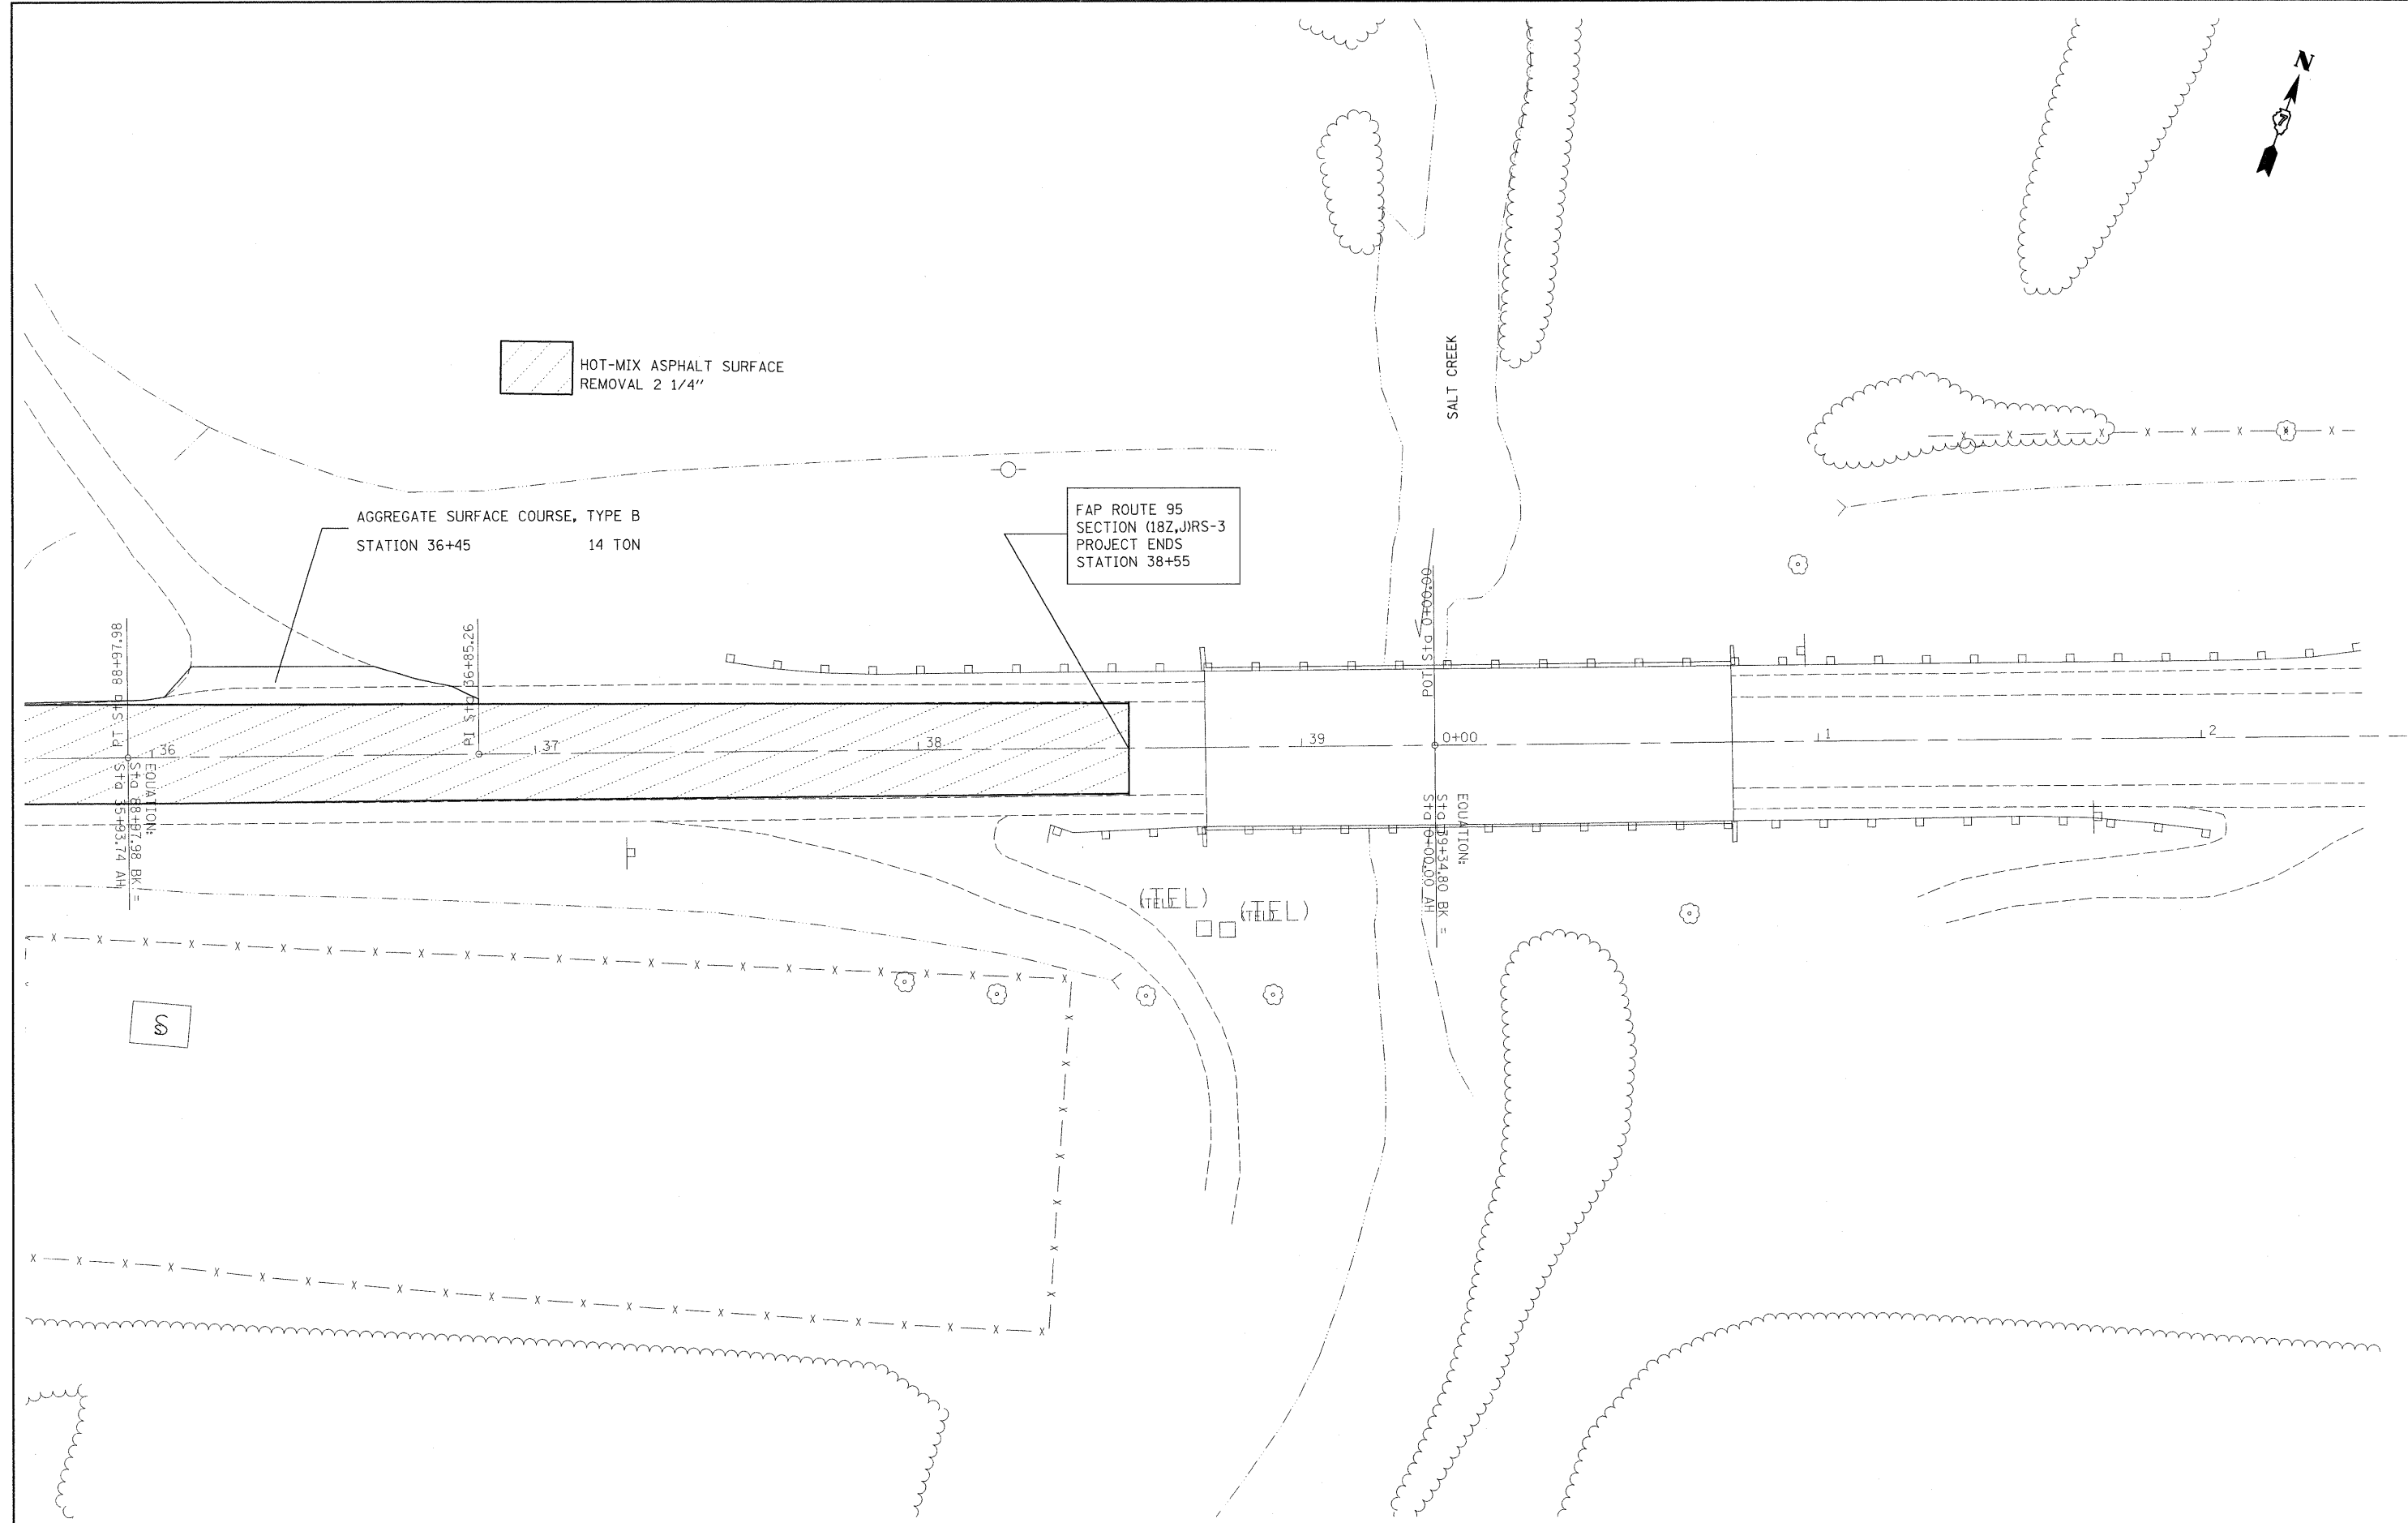 N
7
SALT CREEK
HOT-MIX ASPHALT SURFACE
REMOVAL 2 1/4"
AGGREGATE SURFACE COURSE, TYPE B
STATION 36+45 14 TON
FAP ROUTE 95
SECTION (18Z,J)RS-3
PROJECT ENDS
STATION 38+55
PI Sta 88+97.98
PI Sta 36+85.26
POT Sta 0+00.00
36
37
38
39
0+00
1
2
EQUATION:
Sta 88+97.98 BK =
Sta 35+93.74 AH
EQUATION:
Sta 39+34.80 BK =
Sta 0+00.00 AH
(TEL)
(TEL)
(TEL)
(TEL)